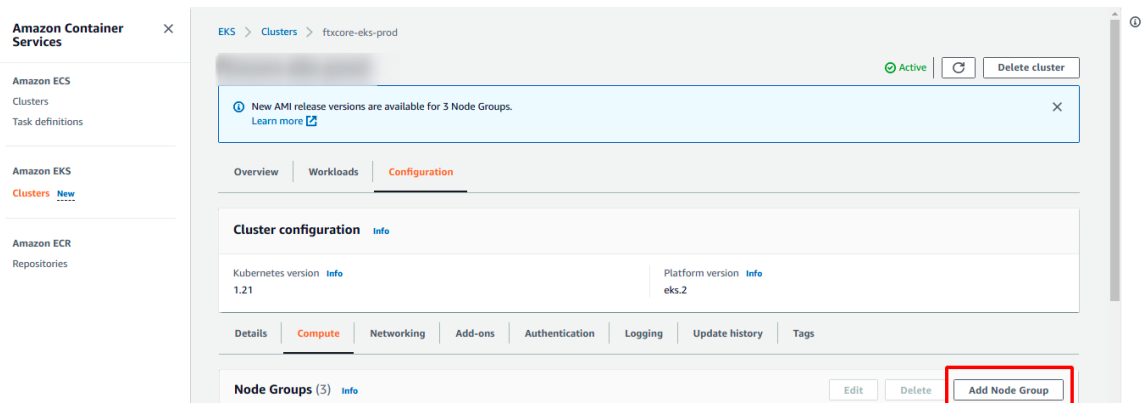 Amazon Container
Services
Amazon ECS
Clusters
Task definitions
Amazon EKS
Clusters New
Amazon ECR
Repositories
EKS > Clusters > ftxcore-eks-prod
Active
Delete cluster
New AMI release versions are available for 3 Node Groups.
Learn more
Overview Workloads Configuration
Cluster configuration Info
Kubernetes version Info
1.21
Platform version Info
eks.2
Details Compute Networking Add-ons Authentication Logging Update history Tags
Node Groups (3) Info Edit Delete Add Node Group